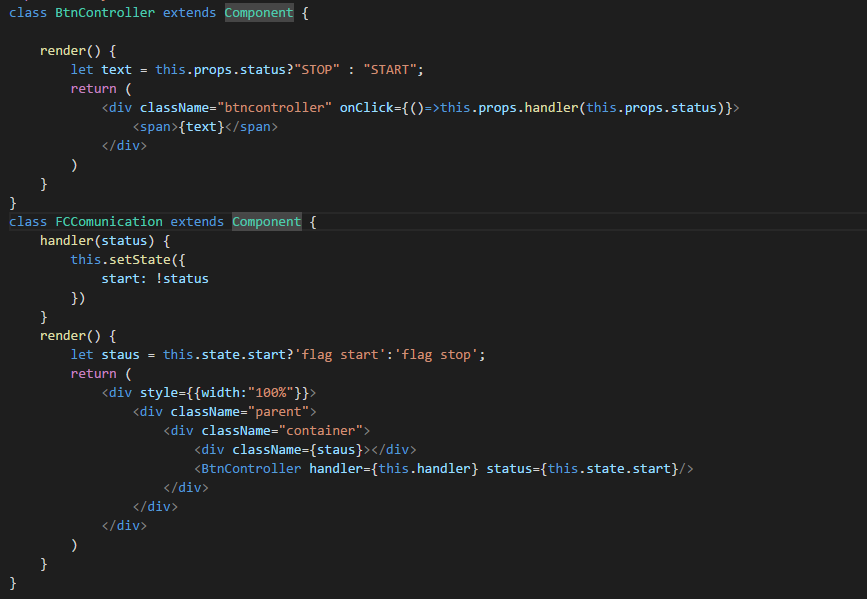 class BtnController extends Component {
render() {
let text = this.props.status?"STOP" : "START";
return (
<div className="btncontroller" onClick={()=>this.props.handler(this.props.status)}>
<span>{text}</span>
</div>
)
}
}
class FCComunication extends Component {
handler(status) {
this.setState({
start: !status
})
}
render() {
let staus = this.state.start?'flag start':'flag stop';
return (
<div style={{width:"100%"}}>
<div className="parent">
<div className="container">
<div className={staus}></div>
<BtnController handler={this.handler} status={this.state.start}/>
</div>
</div>
</div>
)
}
}